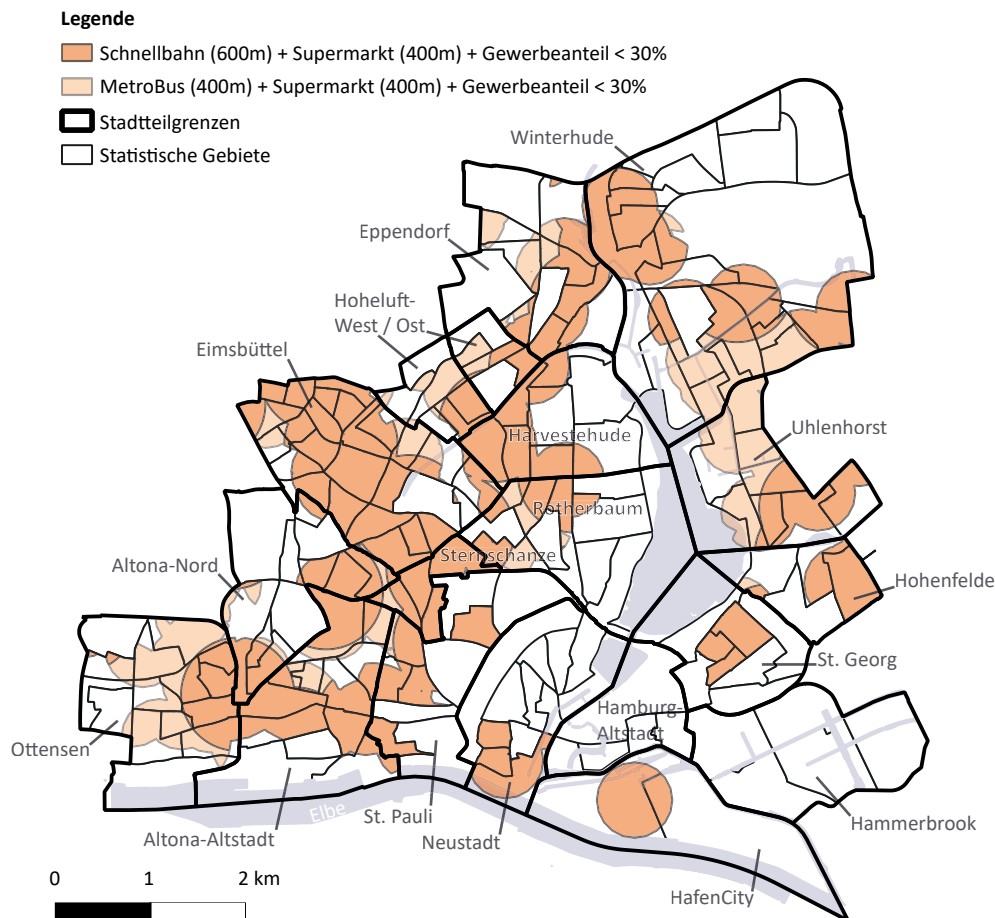 Legende
Schnellbahn (600m) + Supermarkt (400m) + Gewerbeanteil < 30%
MetroBus (400m) + Supermarkt (400m) + Gewerbeanteil < 30%
Stadtteilgrenzen
Statistische Gebiete
Winterhude
Eppendorf
Hoheluft-
West / Ost
Eimsbüttel
Harvestehude
Uhlenhorst
Rotherbaum
Sternschanze
Altona-Nord
Hohenfelde
St. Georg
Hamburg-
Altstadt
Ottensen
Elbe
St. Pauli
Altona-Altstadt
Neustadt
Hammerbrook
HafenCity
0 1 2 km